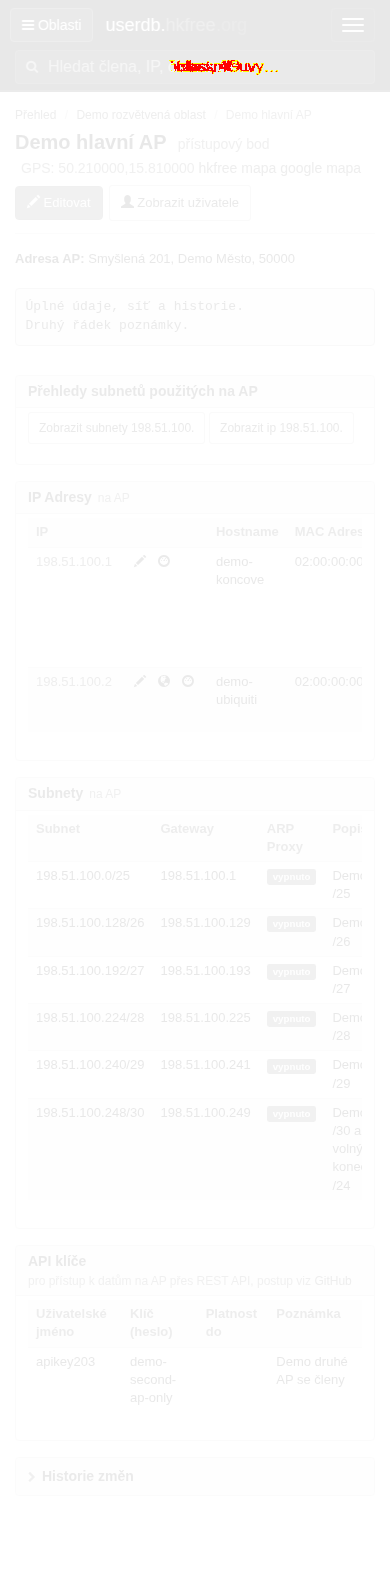 Oblasti userdb.hkfree.org
Hledat člena, IP,
Přehled / Demo rozvětvená oblast / Demo hlavní AP
Demo hlavní AP přístupový bod
GPS: 50.210000,15.810000 hkfree mapa google mapa
Editovat Zobrazit uživatele
Adresa AP: Smyšlená 201, Demo Město, 50000
Úplné údaje, síť a historie.
Druhý řádek poznámky.
Přehledy subnetů použitých na AP
Zobrazit subnety 198.51.100. Zobrazit ip 198.51.100.
IP Adresy na AP
IP Hostname MAC Adres
198.51.100.1 demo- 02:00:00:00
koncove
198.51.100.2 demo- 02:00:00:00
ubiquiti
Subnety na AP
Subnet Gateway ARP Popi
Proxy
198.51.100.0/25 198.51.100.1 vypnuto Demo
/25
198.51.100.128/26 198.51.100.129 vypnuto Demo
/26
198.51.100.192/27 198.51.100.193 vypnuto Demo
/27
198.51.100.224/28 198.51.100.225 vypnuto Demo
/28
198.51.100.240/29 198.51.100.241 vypnuto Demo
/29
198.51.100.248/30 198.51.100.249 vypnuto Demo
/30 a
volný
konec
/24
API klíče
pro přístup k datům na AP přes REST API, postup viz GitHub
Uživatelské Klíč Platnost Poznámka
jméno (heslo) do
apikey203 demo- Demo druhé
second- AP se členy
ap-only
Historie změn